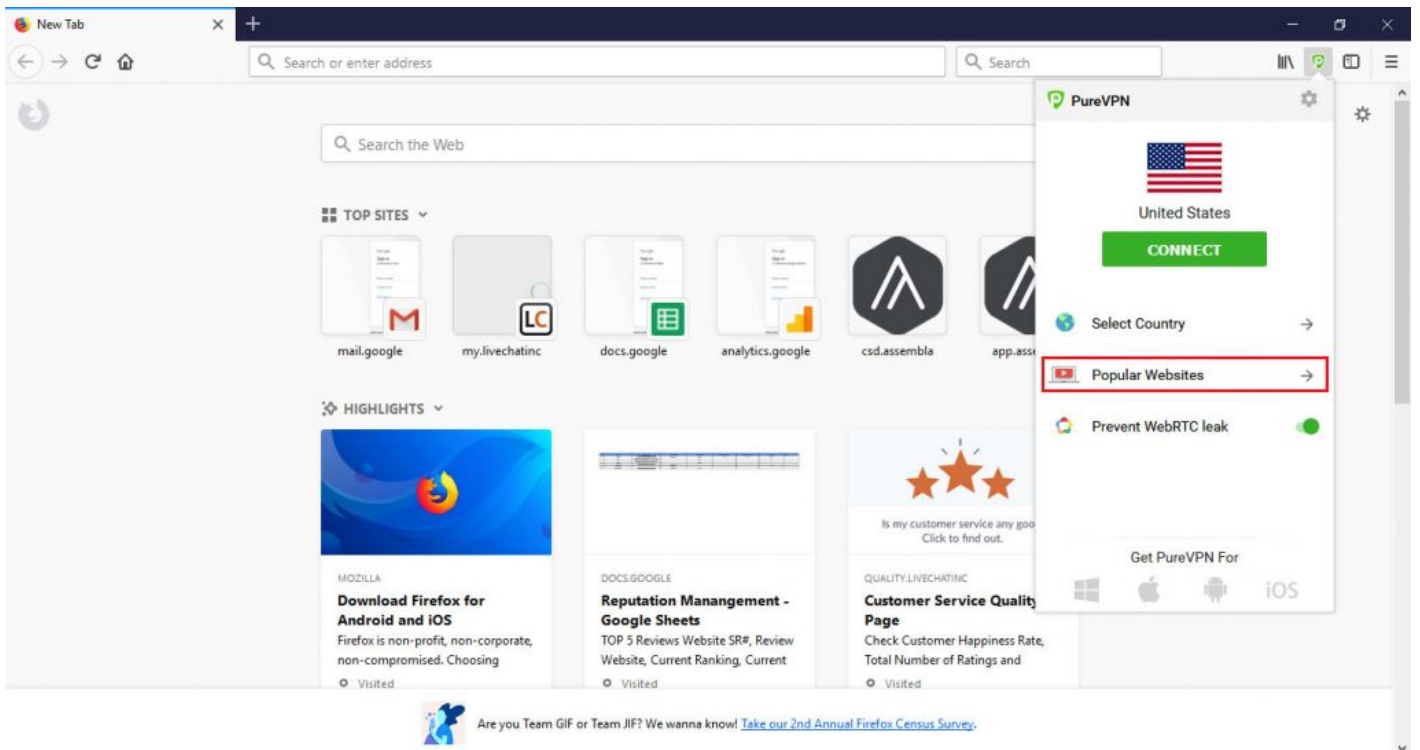 New Tab
Search or enter address
Search
Search the Web
TOP SITES
mail.google
my.livechatinc
docs.google
analytics.google
csd.assembla
app.asse
LC
HIGHLIGHTS
Is my customer service any goo
Click to find out.
MOZILLA
Download Firefox for
Android and iOS
Firefox is non-profit, non-corporate,
non-compromised. Choosing
Visited
DOCS.GOOGLE
Reputation Manangement -
Google Sheets
TOP 5 Reviews Website SR#, Review
Website, Current Ranking, Current
Visited
QUALITY.LIVECHATINC
Customer Service Quality
Page
Check Customer Happiness Rate,
Total Number of Ratings and
Visited
PureVPN
United States
CONNECT
Select Country
Popular Websites
Prevent WebRTC leak
Get PureVPN For
iOS
Are you Team GIF or Team JIF? We wanna know! Take our 2nd Annual Firefox Census Survey.